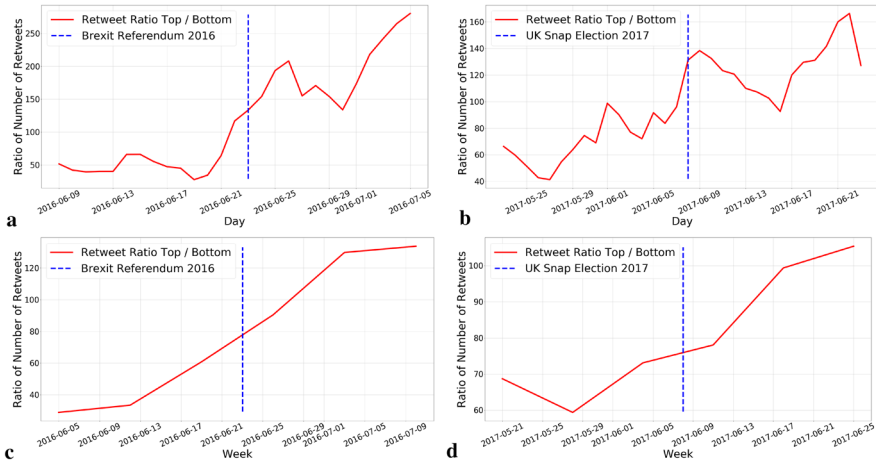 Retweet Ratio Top / Bottom
Brexit Referendum 2016
Ratio of Number of Retweets
250
200
150
100
50
2016-06-09
2016-06-13
2016-06-17
2016-06-21
2016-06-25
2016-06-29
2016-07-01
2016-07-05
Day
a
Retweet Ratio Top / Bottom
UK Snap Election 2017
Ratio of Number of Retweets
160
140
120
100
80
60
40
2017-05-25
2017-05-29
2017-06-01
2017-06-05
2017-06-09
2017-06-13
2017-06-17
2017-06-21
Day
b
Retweet Ratio Top / Bottom
Brexit Referendum 2016
Ratio of Number of Retweets
120
100
80
60
40
2016-06-05
2016-06-09
2016-06-13
2016-06-17
2016-06-21
2016-06-25
2016-06-29
2016-07-01
2016-07-05
2016-07-09
Week
c
Retweet Ratio Top / Bottom
UK Snap Election 2017
Ratio of Number of Retweets
100
90
80
70
60
2017-05-21
2017-05-25
2017-05-29
2017-06-01
2017-06-05
2017-06-09
2017-06-13
2017-06-17
2017-06-21
2017-06-25
Week
d